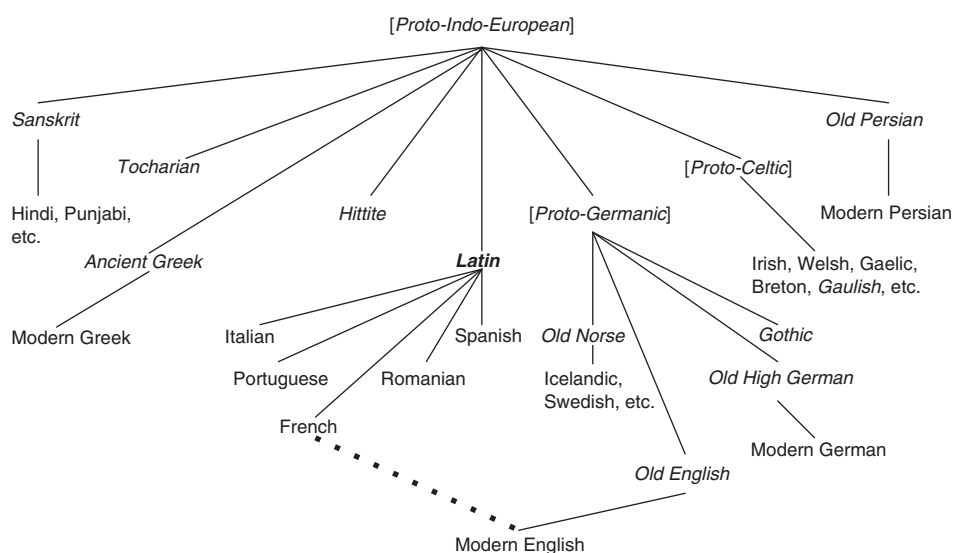 [Proto-Indo-European]
Sanskrit
Old Persian
Tocharian
[Proto-Celtic]
Hindi, Punjabi,
etc.
Hittite
[Proto-Germanic]
Modern Persian
Ancient Greek
Latin
Irish, Welsh, Gaelic,
Breton, Gaulish, etc.
Modern Greek
Italian
Spanish
Old Norse
Gothic
Portuguese
Romanian
Icelandic,
Swedish, etc.
Old High German
French
Modern German
Old English
Modern English